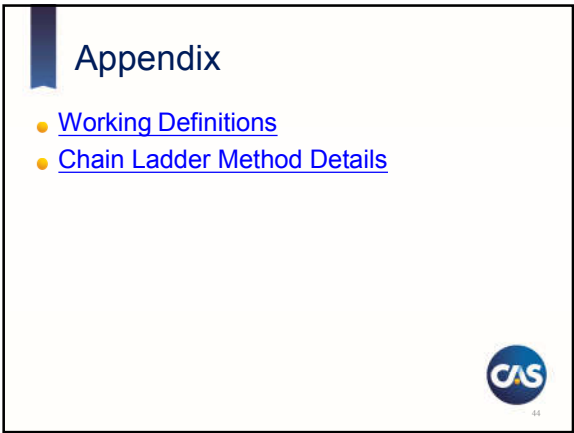 Appendix
Working Definitions
Chain Ladder Method Details
CAS
44